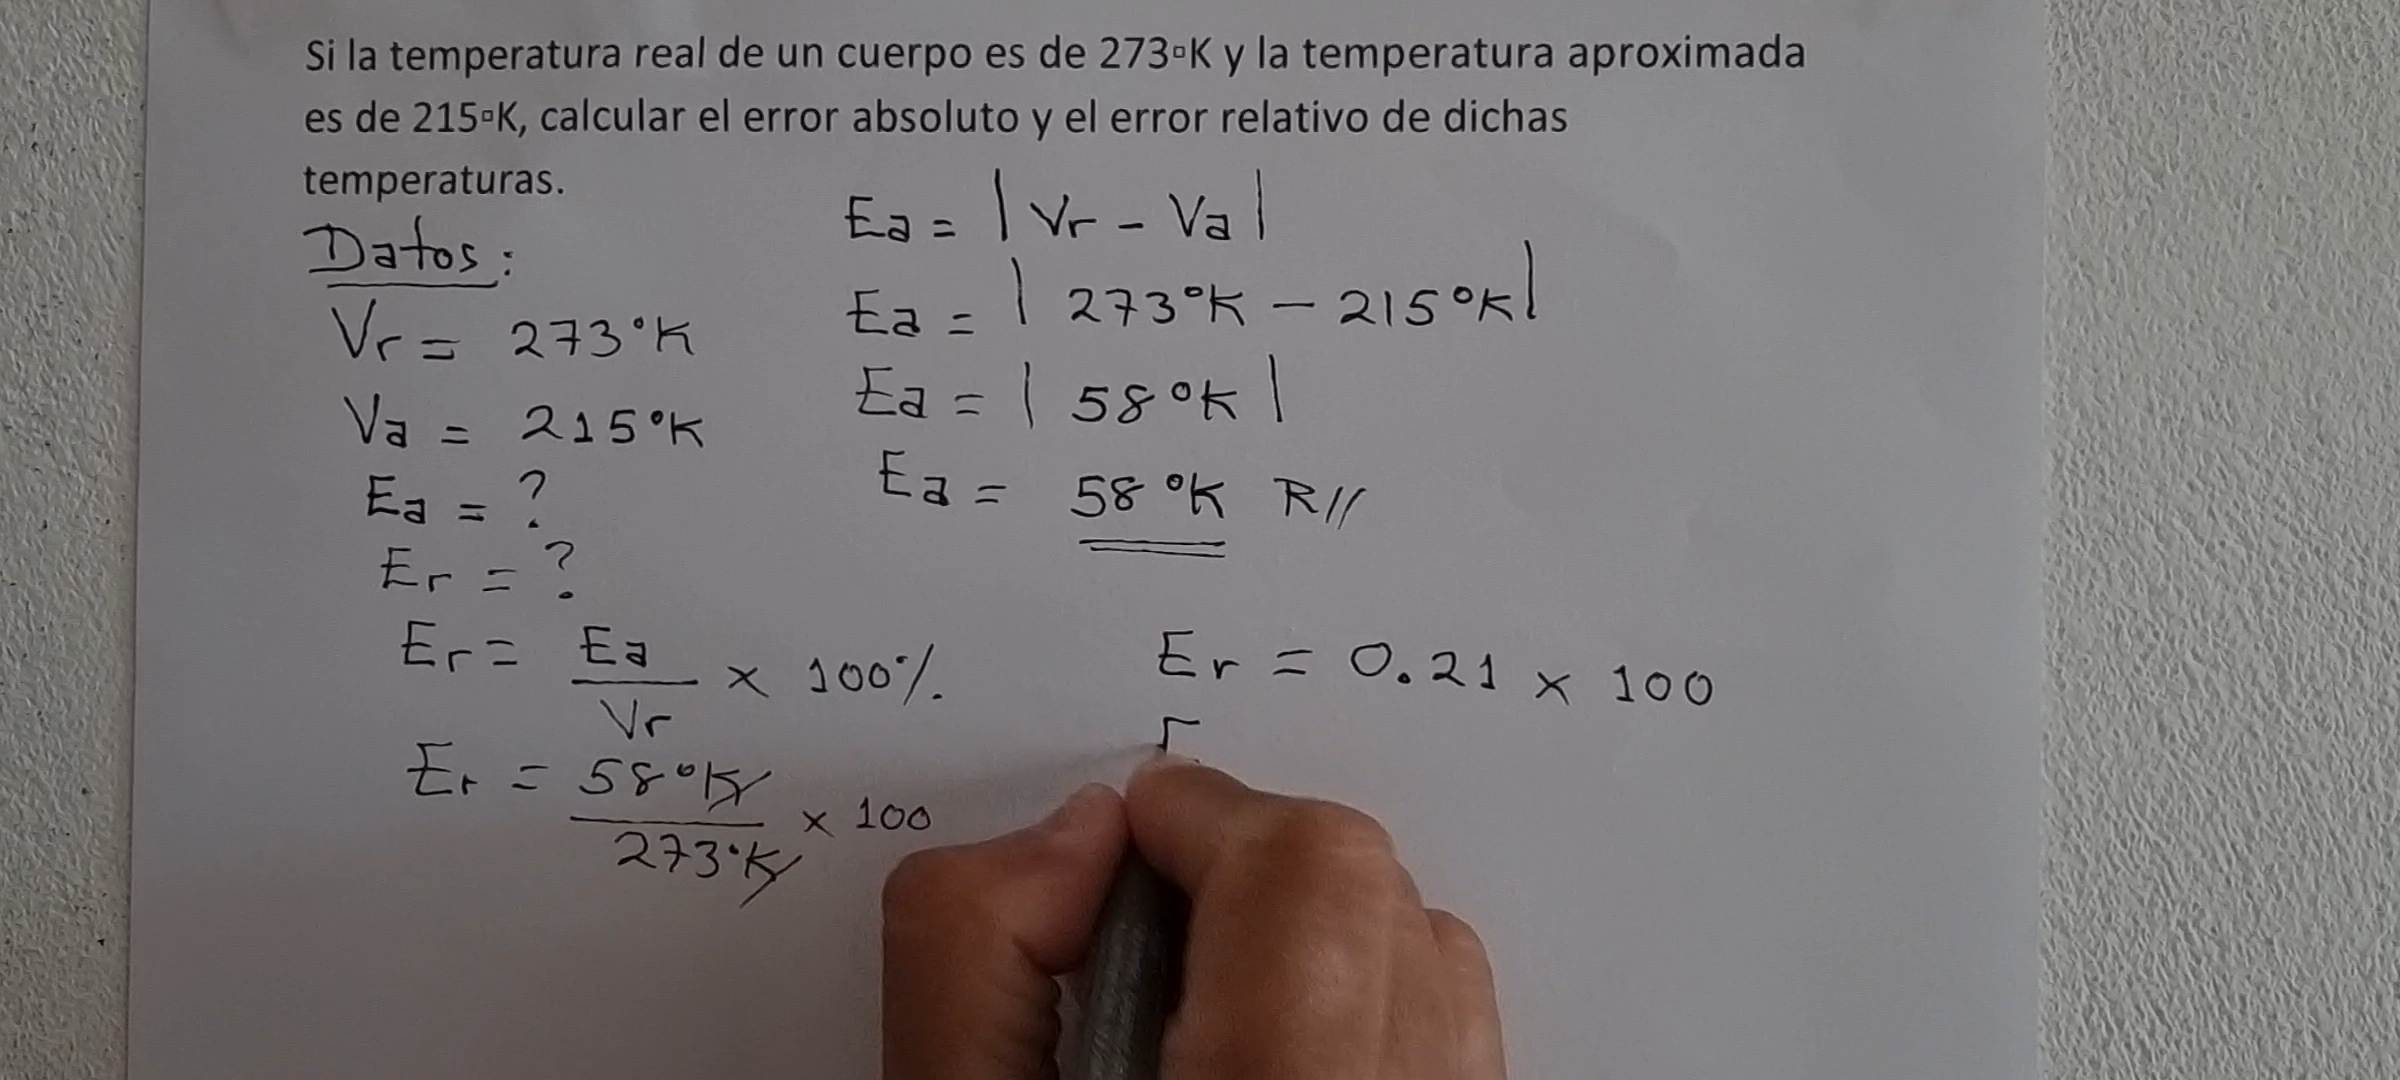 Si la temperatura real de un cuerpo es de 273°K y la temperatura aproximada
es de 215°K, calcular el error absoluto y el error relativo de dichas
temperaturas.
Datos:
Vr = 273°K
Va = 215°K
Ea = ?
Er = ?
Er = Ea / Vr x 100%
Er = 58°K / 273°K x 100
Ea = | Vr - Va |
Ea = | 273°K - 215°K |
Ea = | 58°K |
Ea = 58°K R//
Er = 0.21 x 100